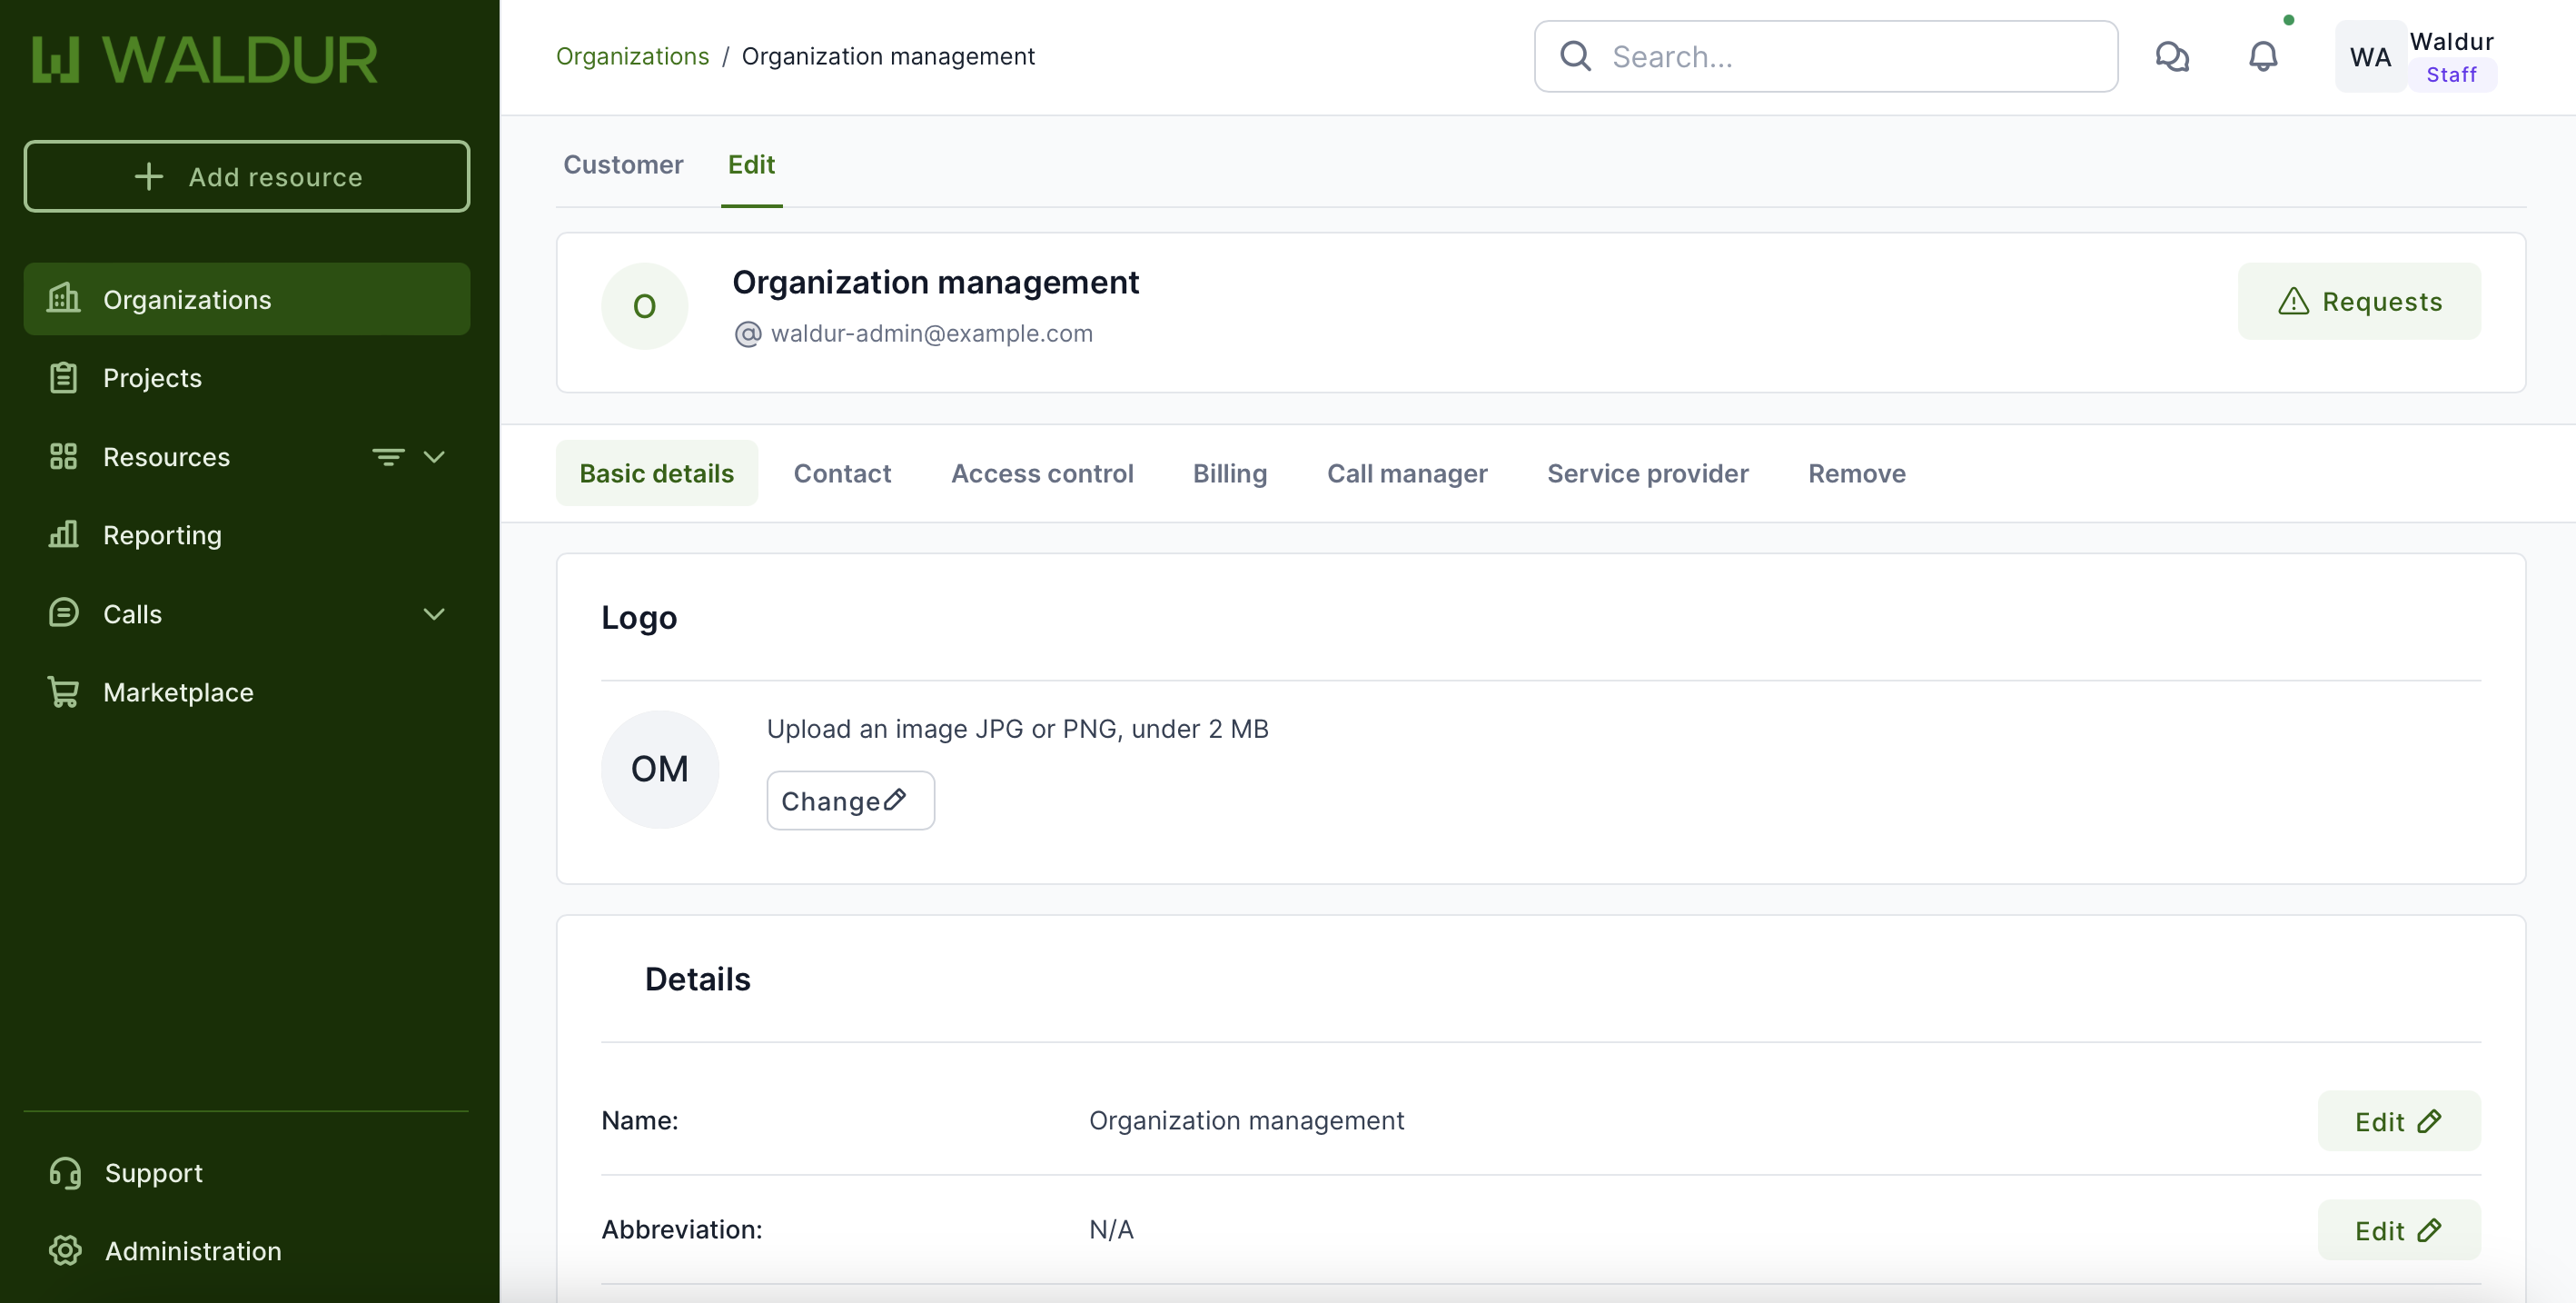 WALDUR
Add resource
Organizations
Projects
Resources
Reporting
Calls
Marketplace
Support
Administration
Organizations / Organization management
Search...
WA
Waldur
Staff
Customer
Edit
O
Organization management
@ waldur-admin@example.com
Requests
Basic details
Contact
Access control
Billing
Call manager
Service provider
Remove
Logo
OM
Upload an image JPG or PNG, under 2 MB
Change
Details
Name:
Organization management
Edit
Abbreviation:
N/A
Edit